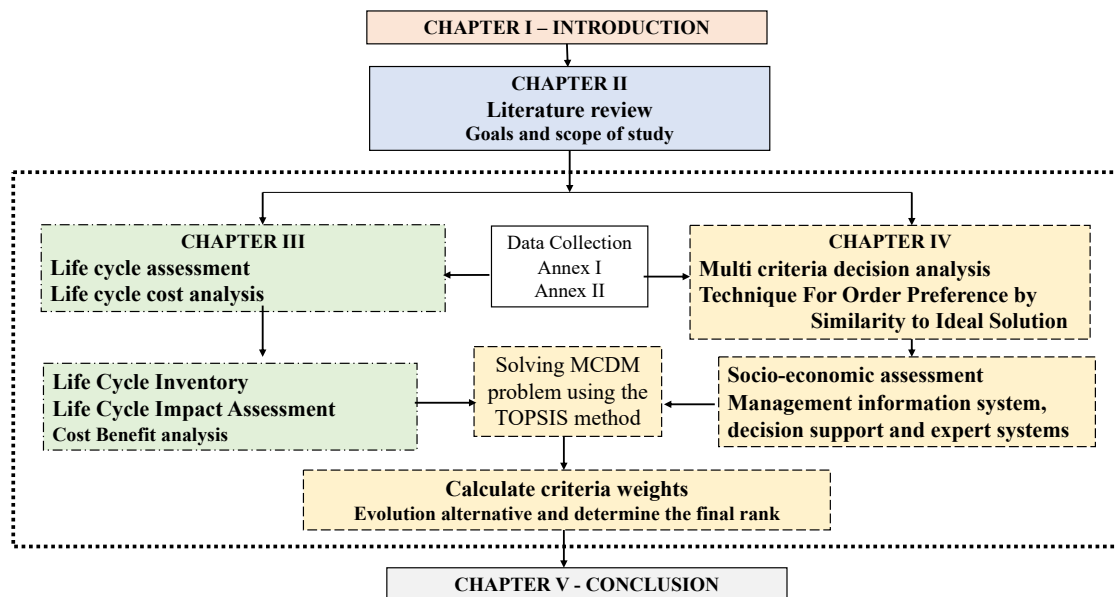 CHAPTER I – INTRODUCTION
CHAPTER II
Literature review
Goals and scope of study
CHAPTER III
Life cycle assessment
Life cycle cost analysis
Data Collection
Annex I
Annex II
CHAPTER IV
Multi criteria decision analysis
Technique For Order Preference by
Similarity to Ideal Solution
Life Cycle Inventory
Life Cycle Impact Assessment
Cost Benefit analysis
Solving MCDM
problem using the
TOPSIS method
Socio-economic assessment
Management information system,
decision support and expert systems
Calculate criteria weights
Evolution alternative and determine the final rank
CHAPTER V - CONCLUSION